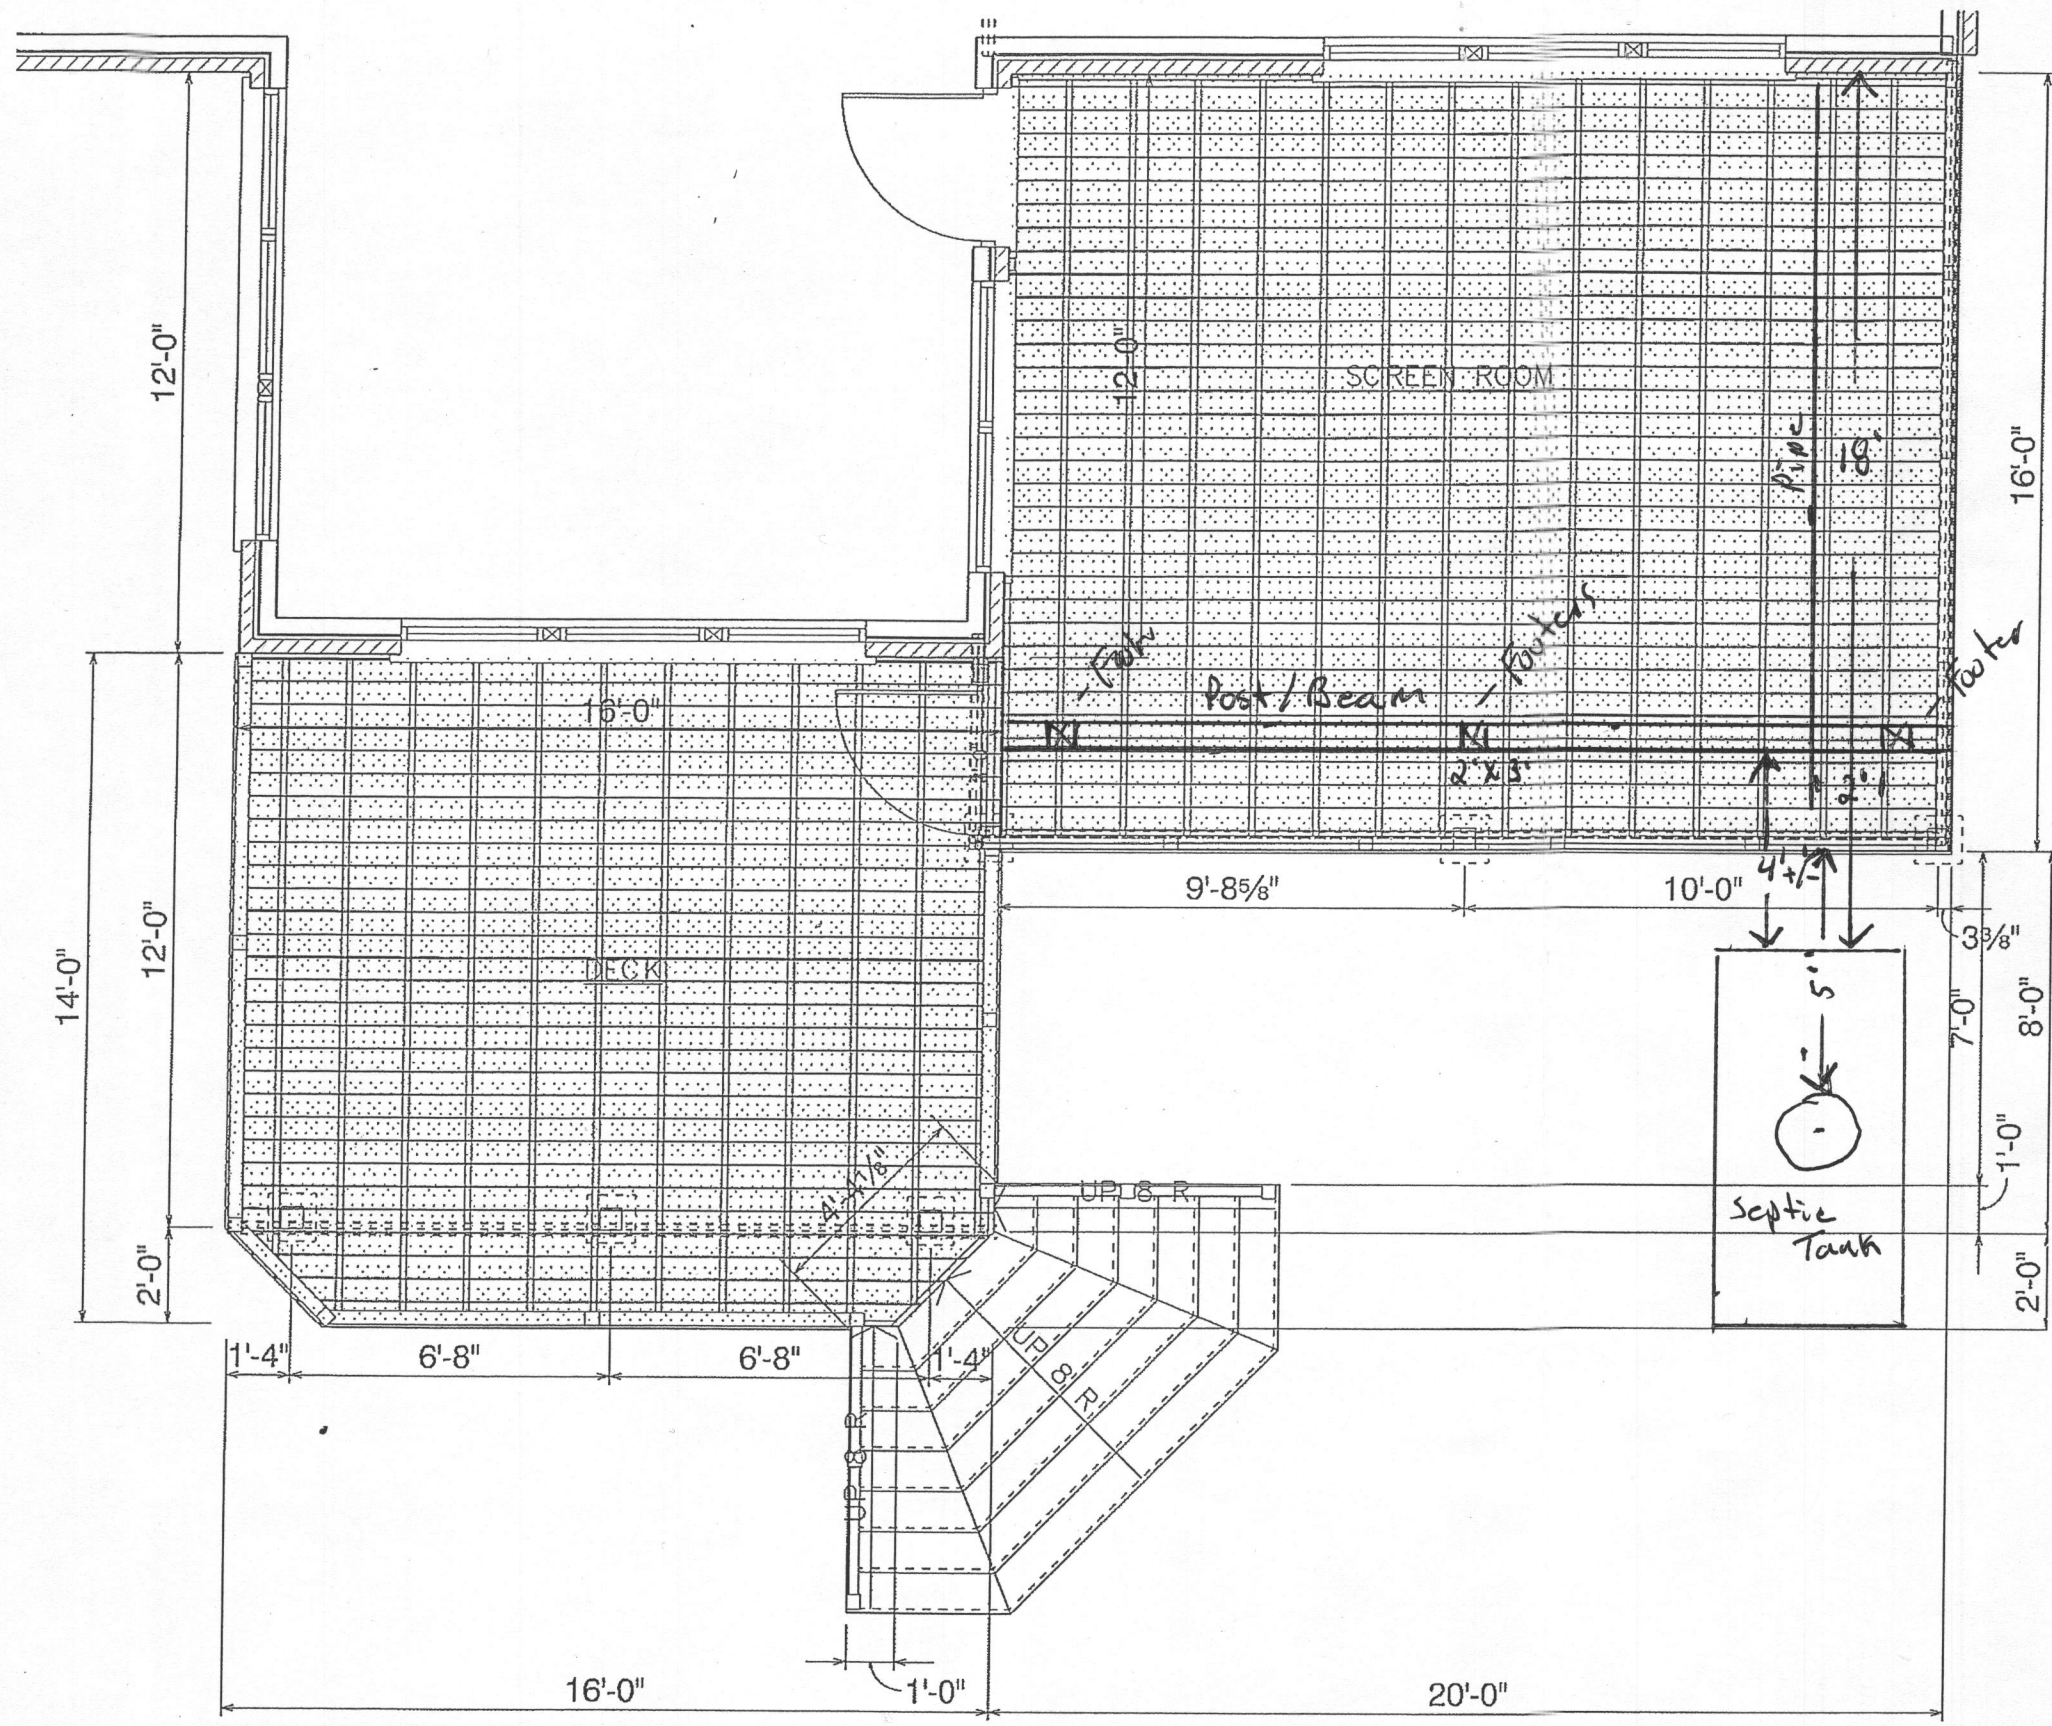 12'-0"
12'-0"
SCREEN ROOM
Pipe
18'
16'-0"
Footers
Footer
Post/Beam
16'-0"
2'x3'
2'
4'+/-
9'-8⅝"
10'-0"
3⅜"
14'-0"
12'-0"
DECK
5'
7'-0"
8'-0"
4'-4⅛"
UP 8 R
1'-0"
Septic
Tank
2'-0"
2'-0"
1'-4"
6'-8"
6'-8"
1'-4"
UP 8 R
UP 8 R
16'-0"
1'-0"
20'-0"